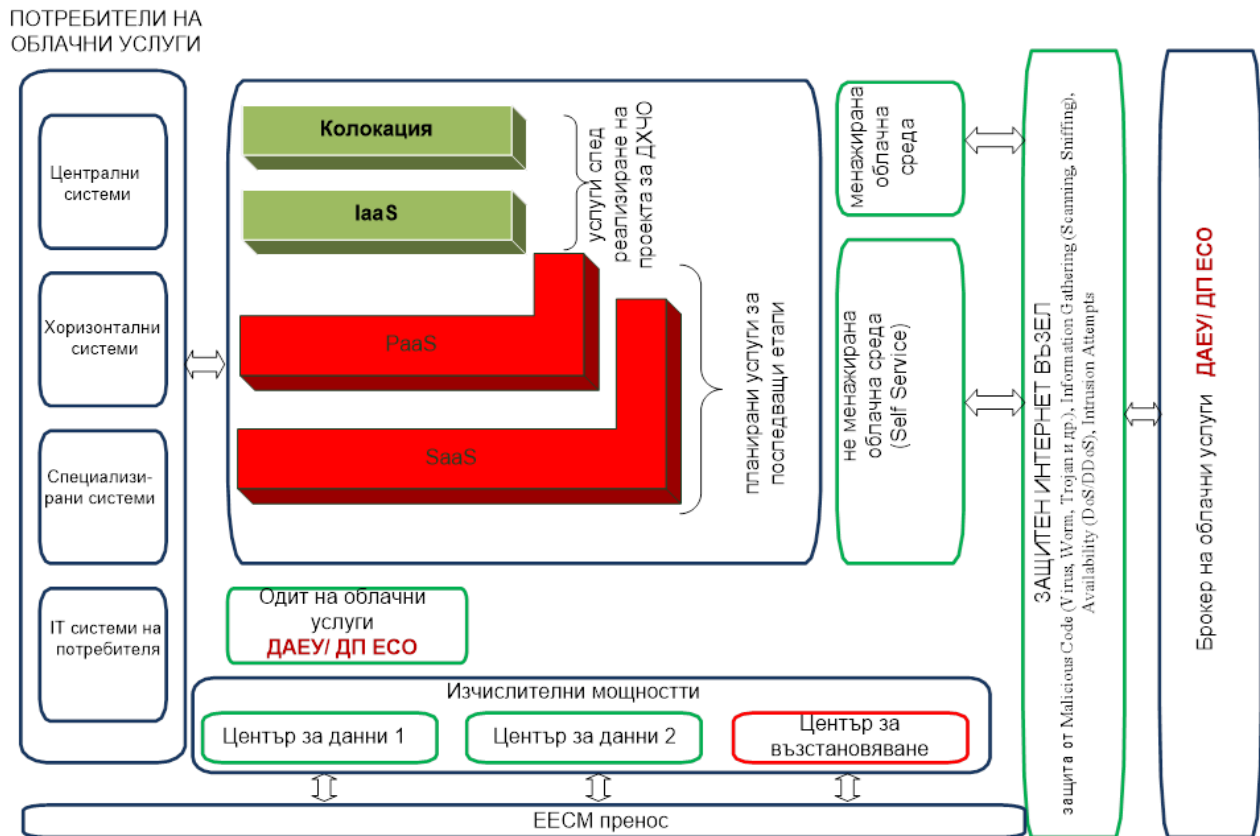 ПОТРЕБИТЕЛИ НА
ОБЛАЧНИ УСЛУГИ
Централни
системи
Хоризонтални
системи
Специализи-
рани системи
IT системи на
потребителя
Колокация
IaaS
PaaS
SaaS
услуги след
реализиране на
проекта за ДХЧО
планирани услуги за
последващи етапи
менажирана
облачна
среда
не менажирана
облачна среда
(Self Service)
ЗАЩИТЕН ИНТЕРНЕТ ВЪЗЕЛ
защита от Malicious Code (Virus, Worm, Trojan и др.), Information Gathering (Scanning, Sniffing),
Availability (DoS/DDoS), Intrusion Attempts
Брокер на облачни услуги ДАЕУ/ ДП ЕСО
Одит на облачни
услуги
ДАЕУ/ ДП ЕСО
Изчислителни мощности
Център за данни 1
Център за данни 2
Център за
възстановяване
ЕЕСМ пренос